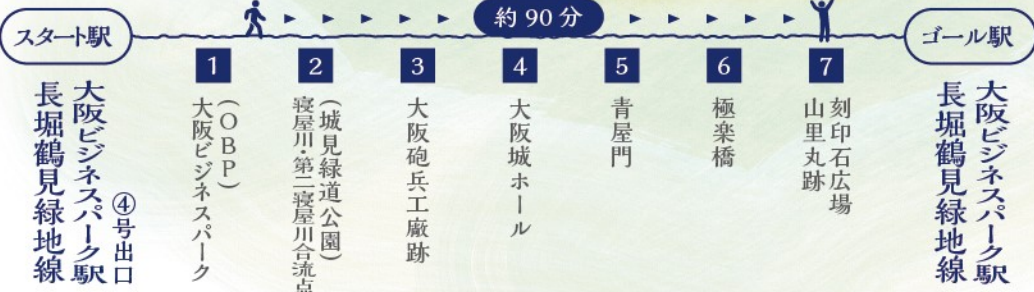 スタート駅
約90分
ゴール駅
長堀鶴見緑地線
大阪ビジネスパーク駅
④号出口
1
大阪ビジネスパーク
(OBP)
2
寝屋川・第二寝屋川合流点
(城見緑道公園)
3
大阪砲兵工廠跡
4
大阪城ホール
5
青屋門
6
極楽橋
7
山里丸跡
刻印石広場
長堀鶴見緑地線
大阪ビジネスパーク駅